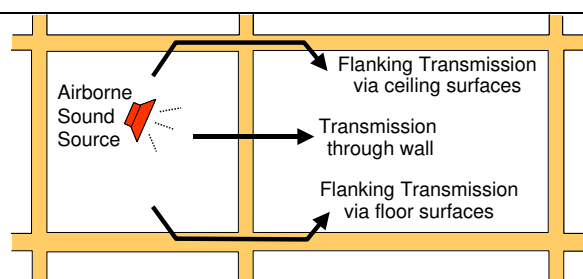 Airborne
Sound
Source
Flanking Transmission
via ceiling surfaces
Transmission
through wall
Flanking Transmission
via floor surfaces